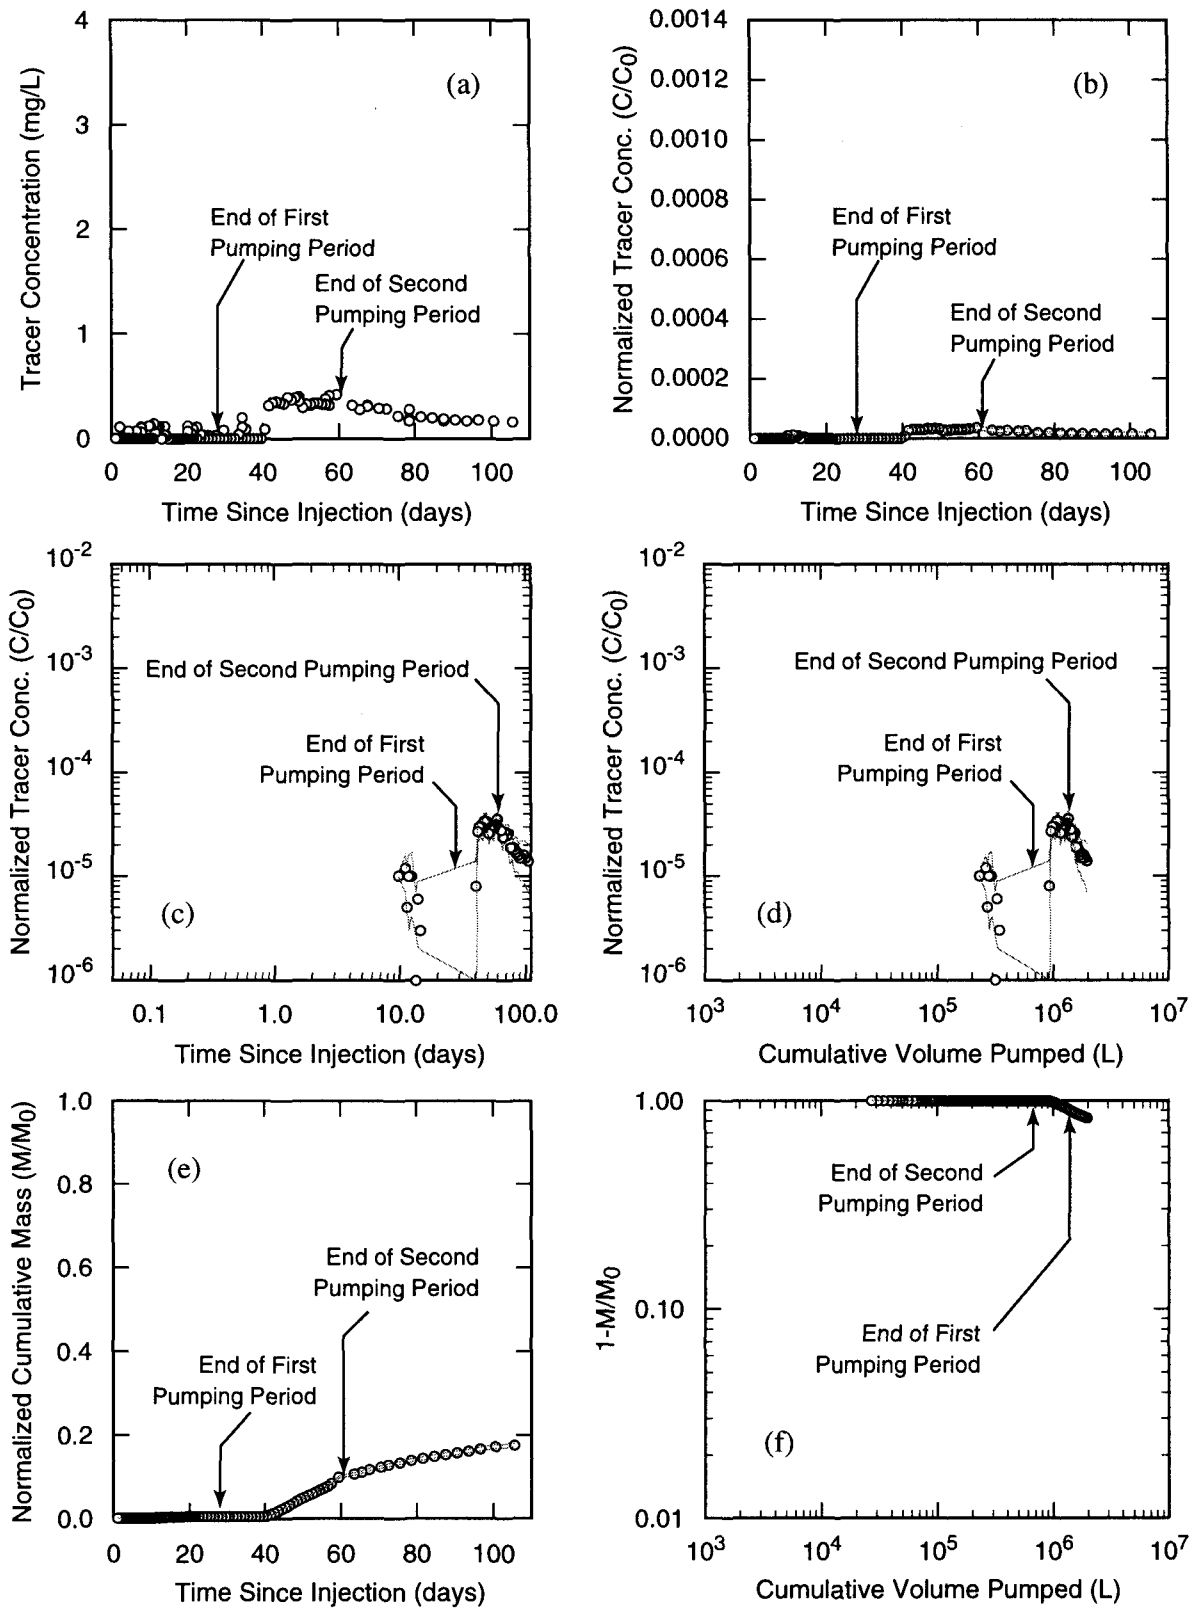 4
3
2
1
0
Tracer Concentration (mg/L)
(a)
End of First
Pumping Period
End of Second
Pumping Period
0 20 40 60 80 100
Time Since Injection (days)
0.0014
0.0012
0.0010
0.0008
0.0006
0.0004
0.0002
0.0000
Normalized Tracer Conc. (C/C0)
(b)
End of First
Pumping Period
End of Second
Pumping Period
0 20 40 60 80 100
Time Since Injection (days)
10-2
10-3
10-4
10-5
10-6
Normalized Tracer Conc. (C/C0)
End of Second Pumping Period
End of First
Pumping Period
(c)
0.1 1.0 10.0 100.0
Time Since Injection (days)
10-2
10-3
10-4
10-5
10-6
Normalized Tracer Conc. (C/C0)
End of Second Pumping Period
End of First
Pumping Period
(d)
103 104 105 106 107
Cumulative Volume Pumped (L)
1.0
0.8
0.6
0.4
0.2
0.0
Normalized Cumulative Mass (M/M0)
(e)
End of Second
Pumping Period
End of First
Pumping Period
0 20 40 60 80 100
Time Since Injection (days)
1.00
0.10
0.01
1-M/M0
End of Second
Pumping Period
End of First
Pumping Period
(f)
103 104 105 106 107
Cumulative Volume Pumped (L)